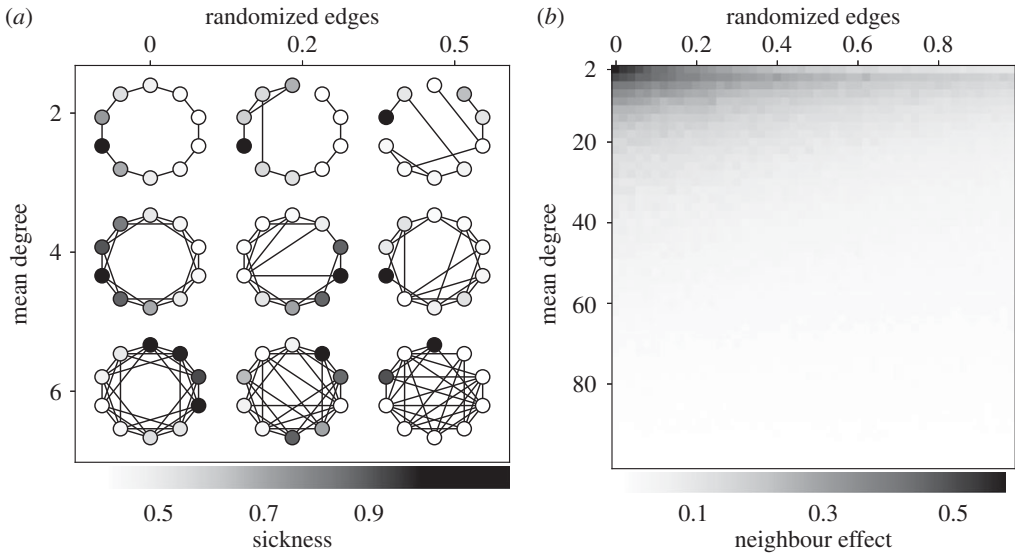 (a)
randomized edges
0 0.2 0.5
mean degree
2
4
6
0.5 0.7 0.9
sickness
(b)
randomized edges
0 0.2 0.4 0.6 0.8
mean degree
2
20
40
60
80
0.1 0.3 0.5
neighbour effect